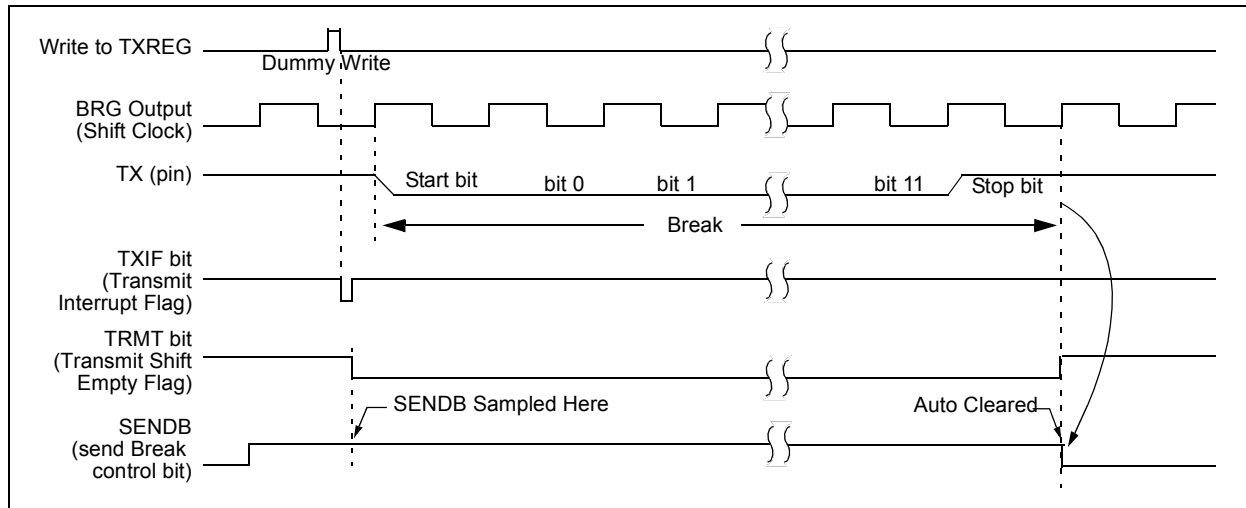 Write to TXREG
Dummy Write
BRG Output
(Shift Clock)
TX (pin)
Start bit
bit 0
bit 1
bit 11
Stop bit
Break
TXIF bit
(Transmit
Interrupt Flag)
TRMT bit
(Transmit Shift
Empty Flag)
SENDB Sampled Here
Auto Cleared
SENDB
(send Break
control bit)